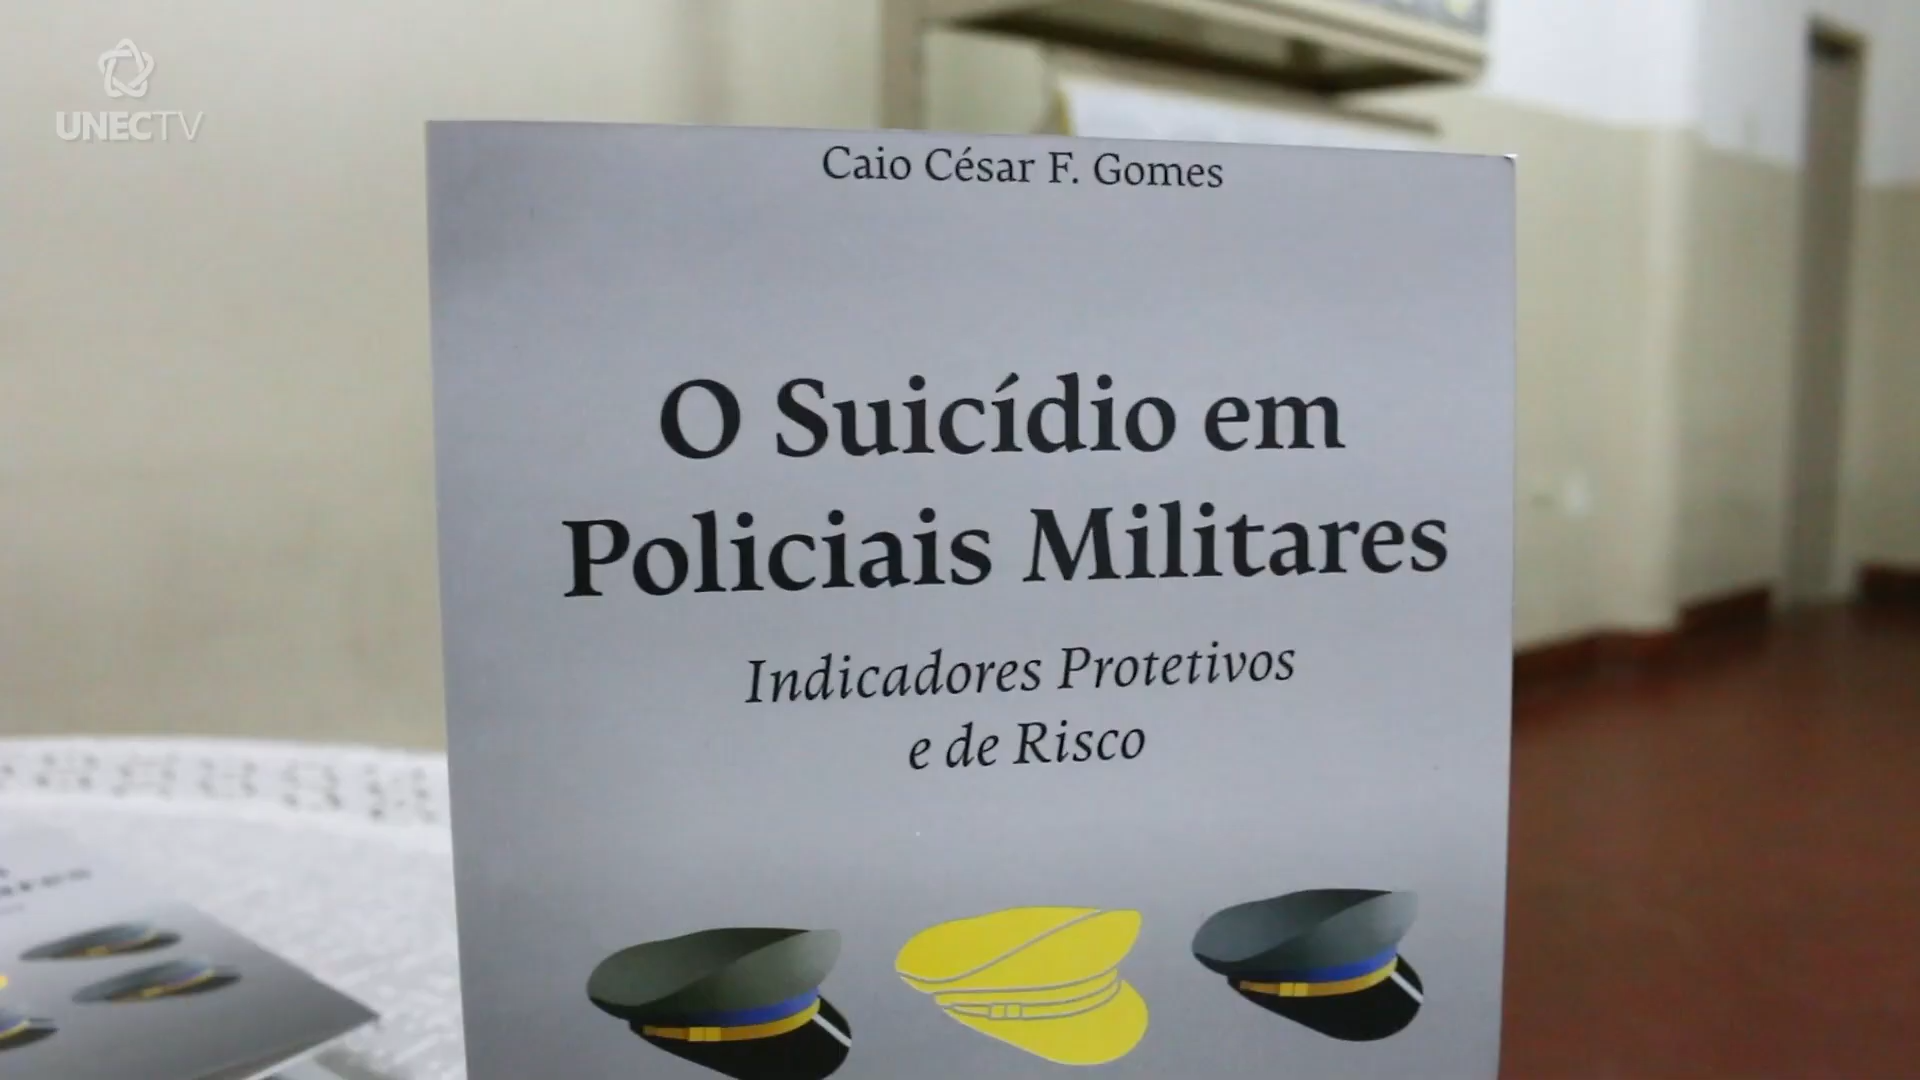 UNECTV
Caio César F. Gomes
O Suicídio em
Policiais Militares
Indicadores Protetivos
e de Risco